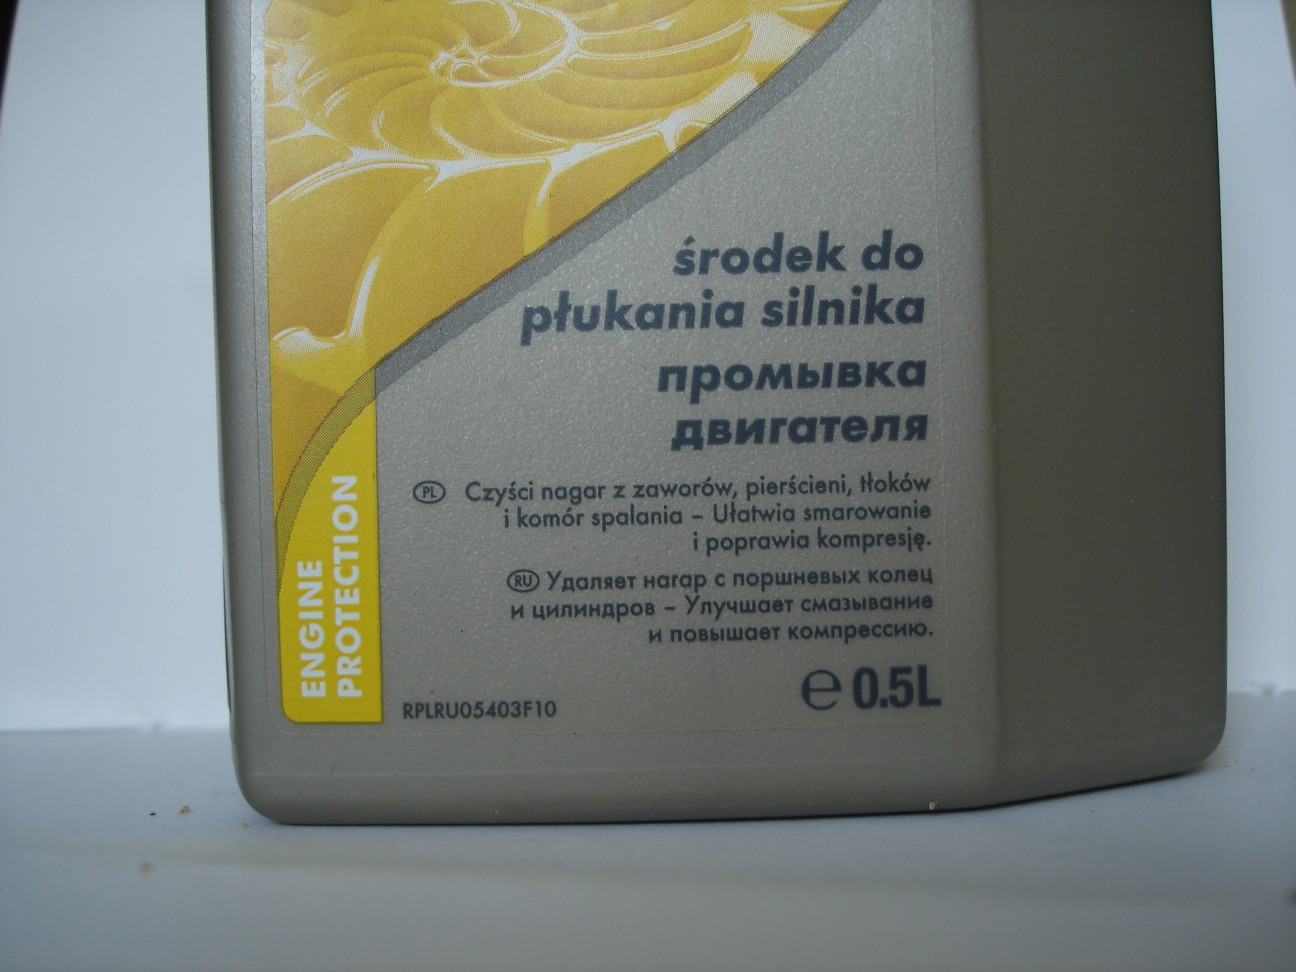 środek do
płukania silnika
промывка
двигателя
PL Czyści nagar z zaworów, pierścieni, tłoków
i komór spalania – Ułatwia smarowanie
i poprawia kompresję.
RU Удаляет нагар с поршневых колец
и цилиндров – Улучшает смазывание
и повышает компрессию.
ENGINE
PROTECTION
RPLRU05403F10
e 0.5L